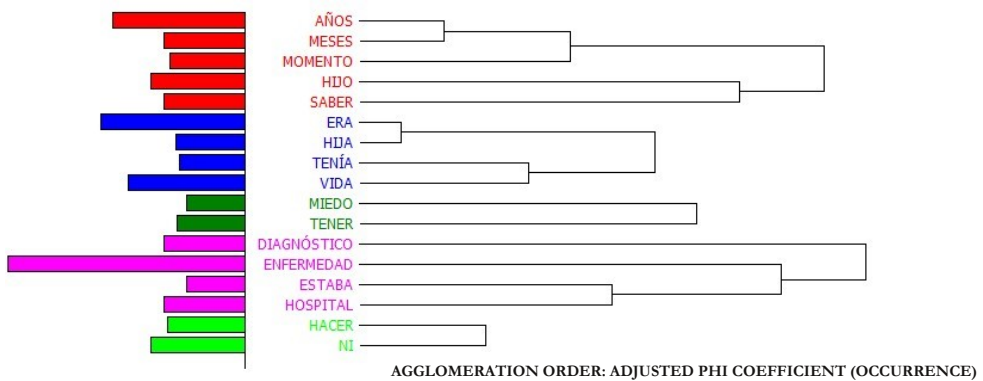 AÑOS
MESES
MOMENTO
HIJO
SABER
ERA
HIJA
TENÍA
VIDA
MIEDO
TENER
DIAGNÓSTICO
ENFERMEDAD
ESTABA
HOSPITAL
HACER
NI
AGGLOMERATION ORDER: ADJUSTED PHI COEFFICIENT (OCCURRENCE)